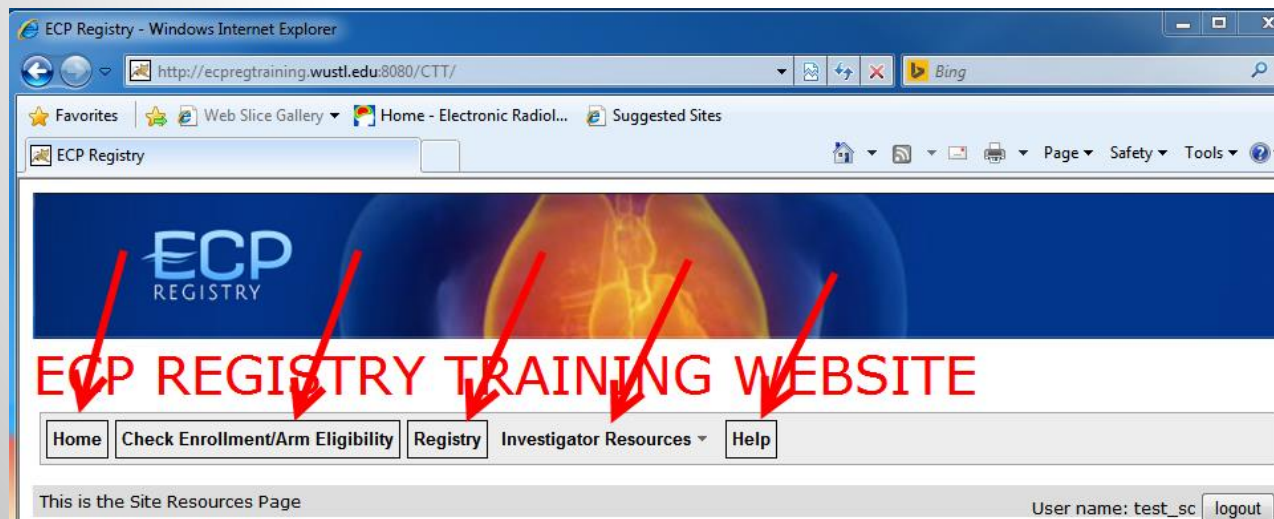 ECP Registry - Windows Internet Explorer
http://ecpregtraining.wustl.edu:8080/CTT/
Bing
Favorites
Web Slice Gallery
Home - Electronic Radiol...
Suggested Sites
ECP Registry
Page
Safety
Tools
ECP
REGISTRY
ECP REGISTRY TRAINING WEBSITE
Home
Check Enrollment/Arm Eligibility
Registry
Investigator Resources
Help
This is the Site Resources Page
User name: test_sc
logout